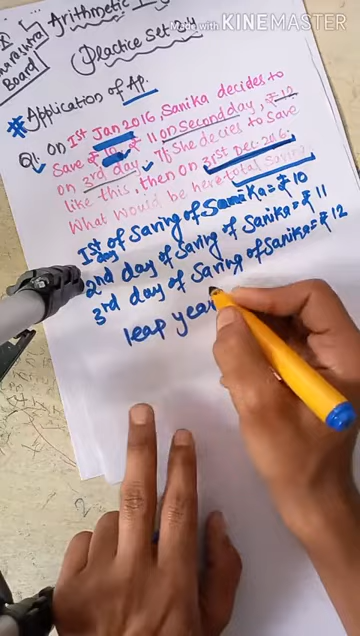 Made With KINEMASTER
Arithmetic
Board
Practice Set
# Application of Ap.
Q1. On 1st Jan 2016, Sanika decides to
Save ₹ 10, ₹ 11 on second day, ₹ 12
on 3rd day. If she decies to save
like this, then on 31st Dec. 2016.
What would be here total Saving
1st day of saving of Sanika = ₹ 10
2nd day of Saving of Sanika = ₹ 11
3rd day of Saving of Sanika = ₹ 12
leap year